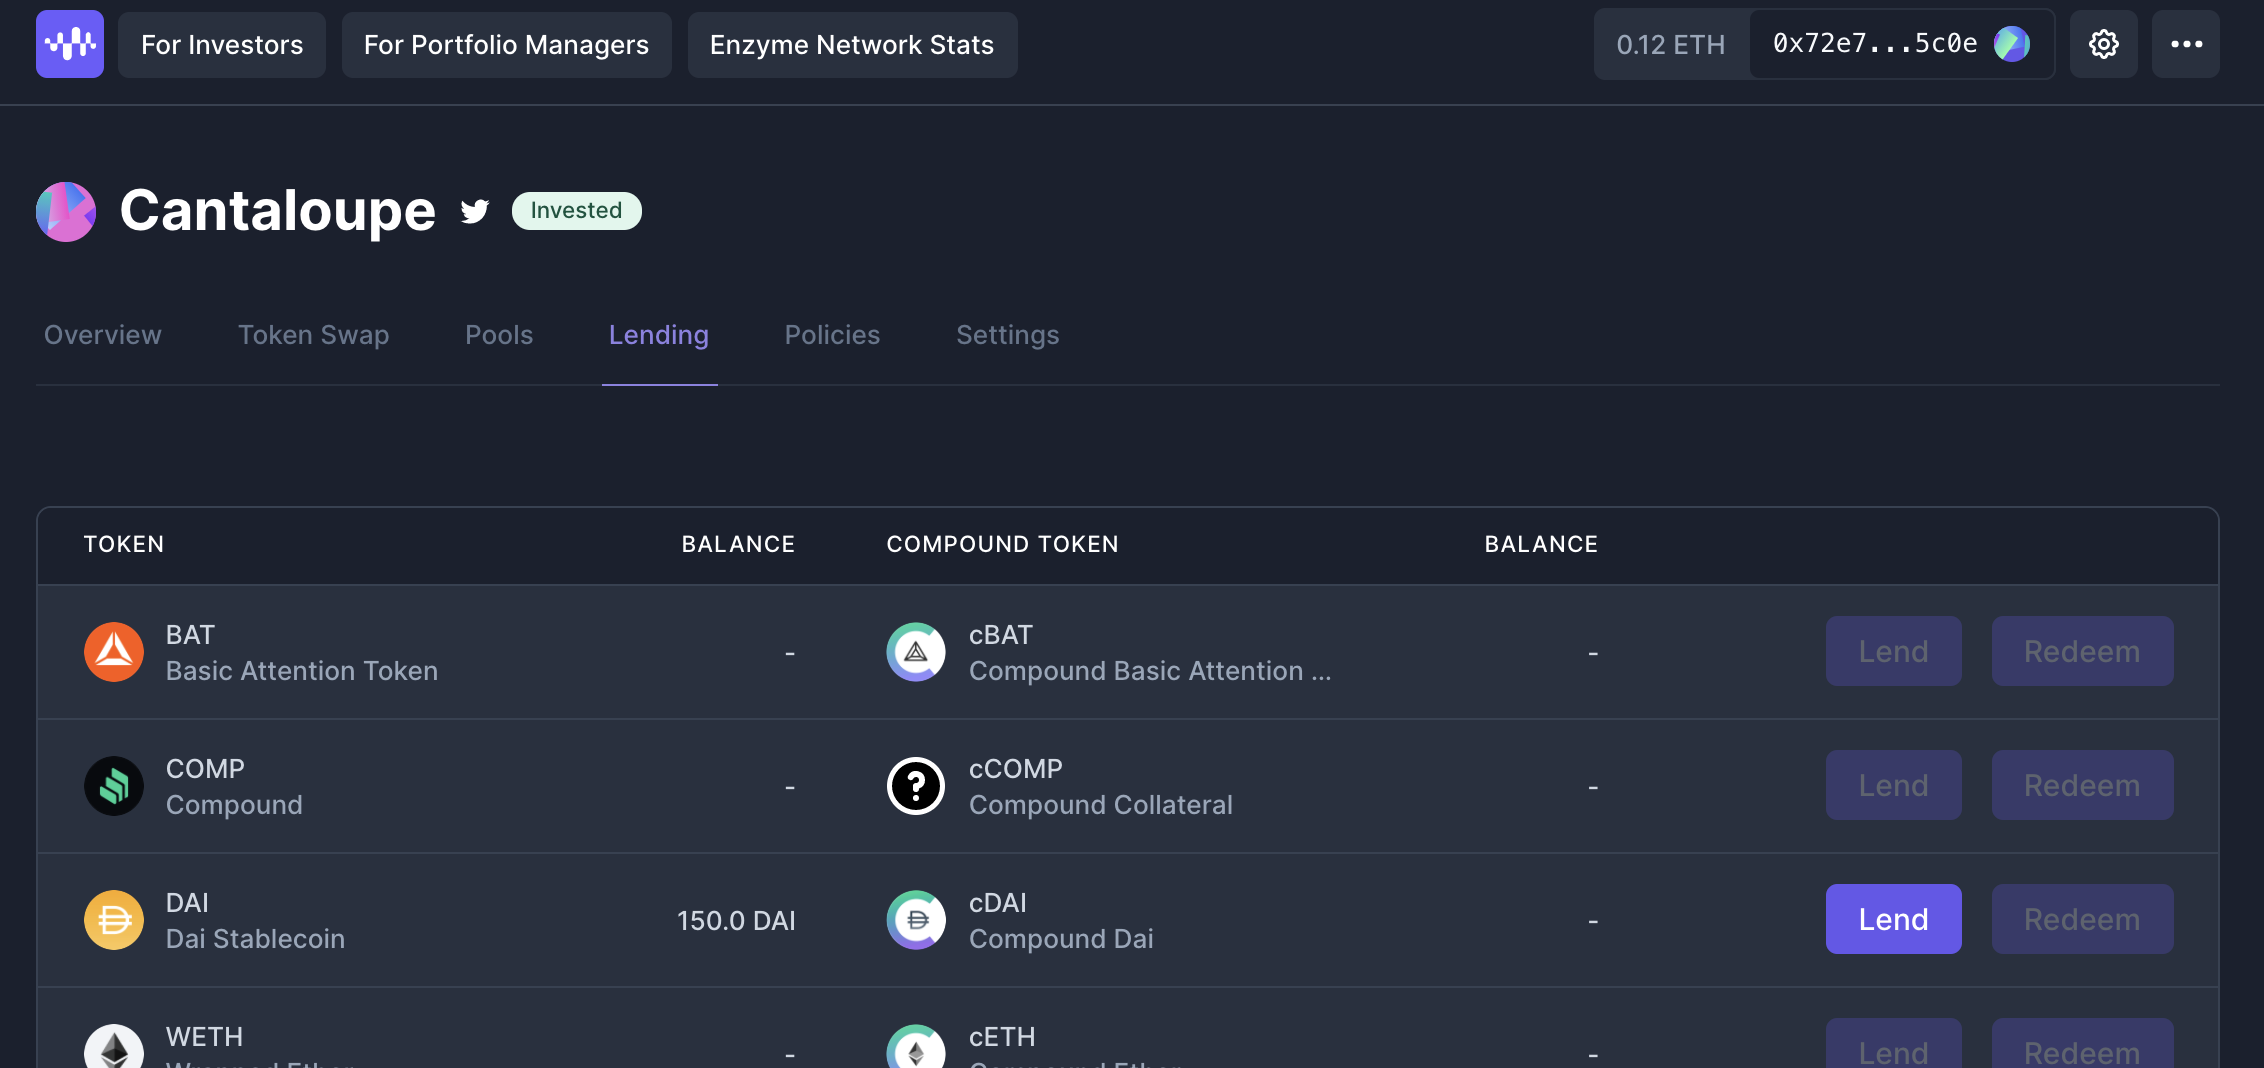 For Investors
For Portfolio Managers
Enzyme Network Stats
0.12 ETH
0x72e7...5c0e
Cantaloupe
Invested
Overview
Token Swap
Pools
Lending
Policies
Settings
TOKEN
BALANCE
COMPOUND TOKEN
BALANCE
BAT
Basic Attention Token
-
cBAT
Compound Basic Attention ...
-
Lend
Redeem
COMP
Compound
-
?
cCOMP
Compound Collateral
-
Lend
Redeem
DAI
Dai Stablecoin
150.0 DAI
cDAI
Compound Dai
-
Lend
Redeem
WETH
-
cETH
-
Lend
Redeem